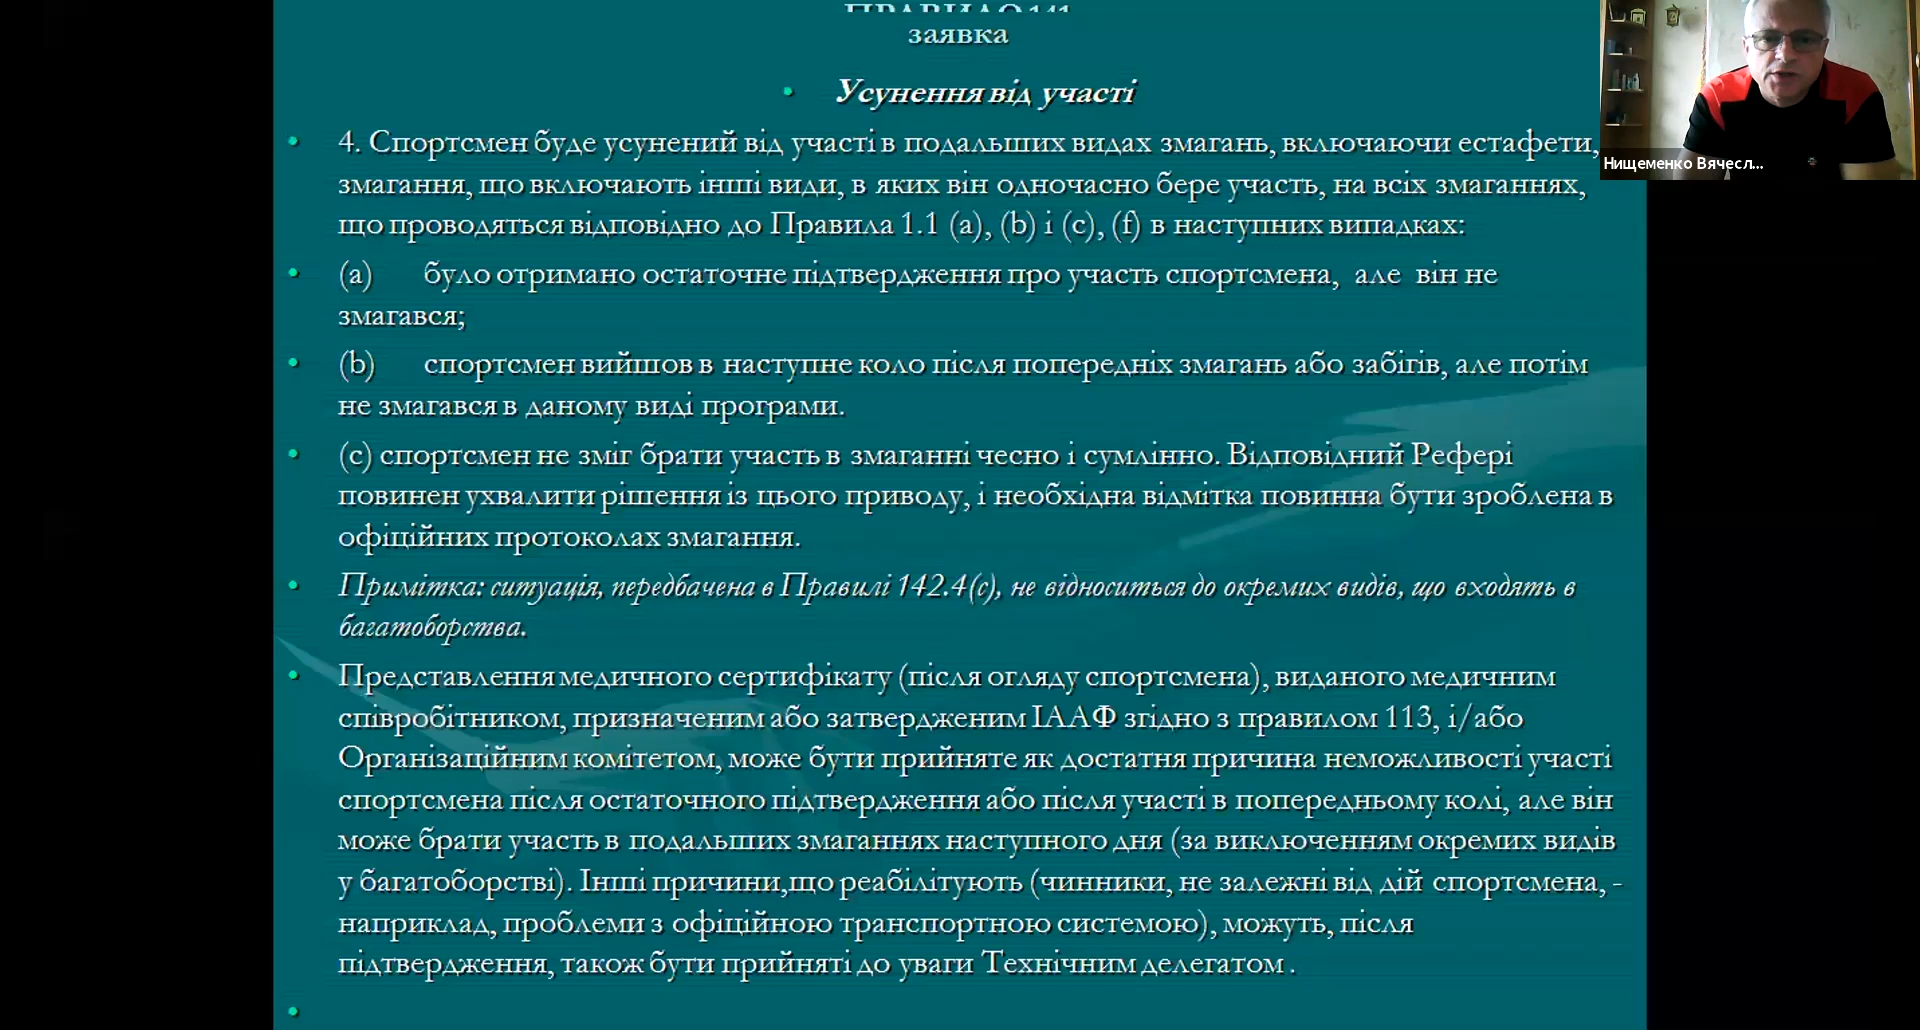 ПРАВИЛО 141
заявка
• Усунення від участі
• 4. Спортсмен буде усунений від участі в подальших видах змагань, включаючи естафети,
змагання, що включають інші види, в яких він одночасно бере участь, на всіх змаганнях,
що проводяться відповідно до Правила 1.1 (a), (b) і (c), (f) в наступних випадках:
• (a) було отримано остаточне підтвердження про участь спортсмена, але він не
змагався;
• (b) спортсмен вийшов в наступне коло після попередніх змагань або забігів, але потім
не змагався в даному виді програми.
• (c) спортсмен не зміг брати участь в змаганні чесно і сумлінно. Відповідний Рефері
повинен ухвалити рішення із цього приводу, і необхідна відмітка повинна бути зроблена в
офіційних протоколах змагання.
• Примітка: ситуація, передбачена в Правилі 142.4(c), не відноситься до окремих видів, що входять в
багатоборства.
• Представлення медичного сертифікату (після огляду спортсмена), виданого медичним
співробітником, призначеним або затвердженим ІААФ згідно з правилом 113, і/або
Організаційним комітетом, може бути прийняте як достатня причина неможливості участі
спортсмена після остаточного підтвердження або після участі в попередньому колі, але він
може брати участь в подальших змаганнях наступного дня (за виключенням окремих видів
у багатоборстві). Інші причини,що реабілітують (чинники, не залежні від дій спортсмена, -
наприклад, проблеми з офіційною транспортною системою), можуть, після
підтвердження, також бути прийняті до уваги Технічним делегатом .
•
Нищеменко Вячесл...